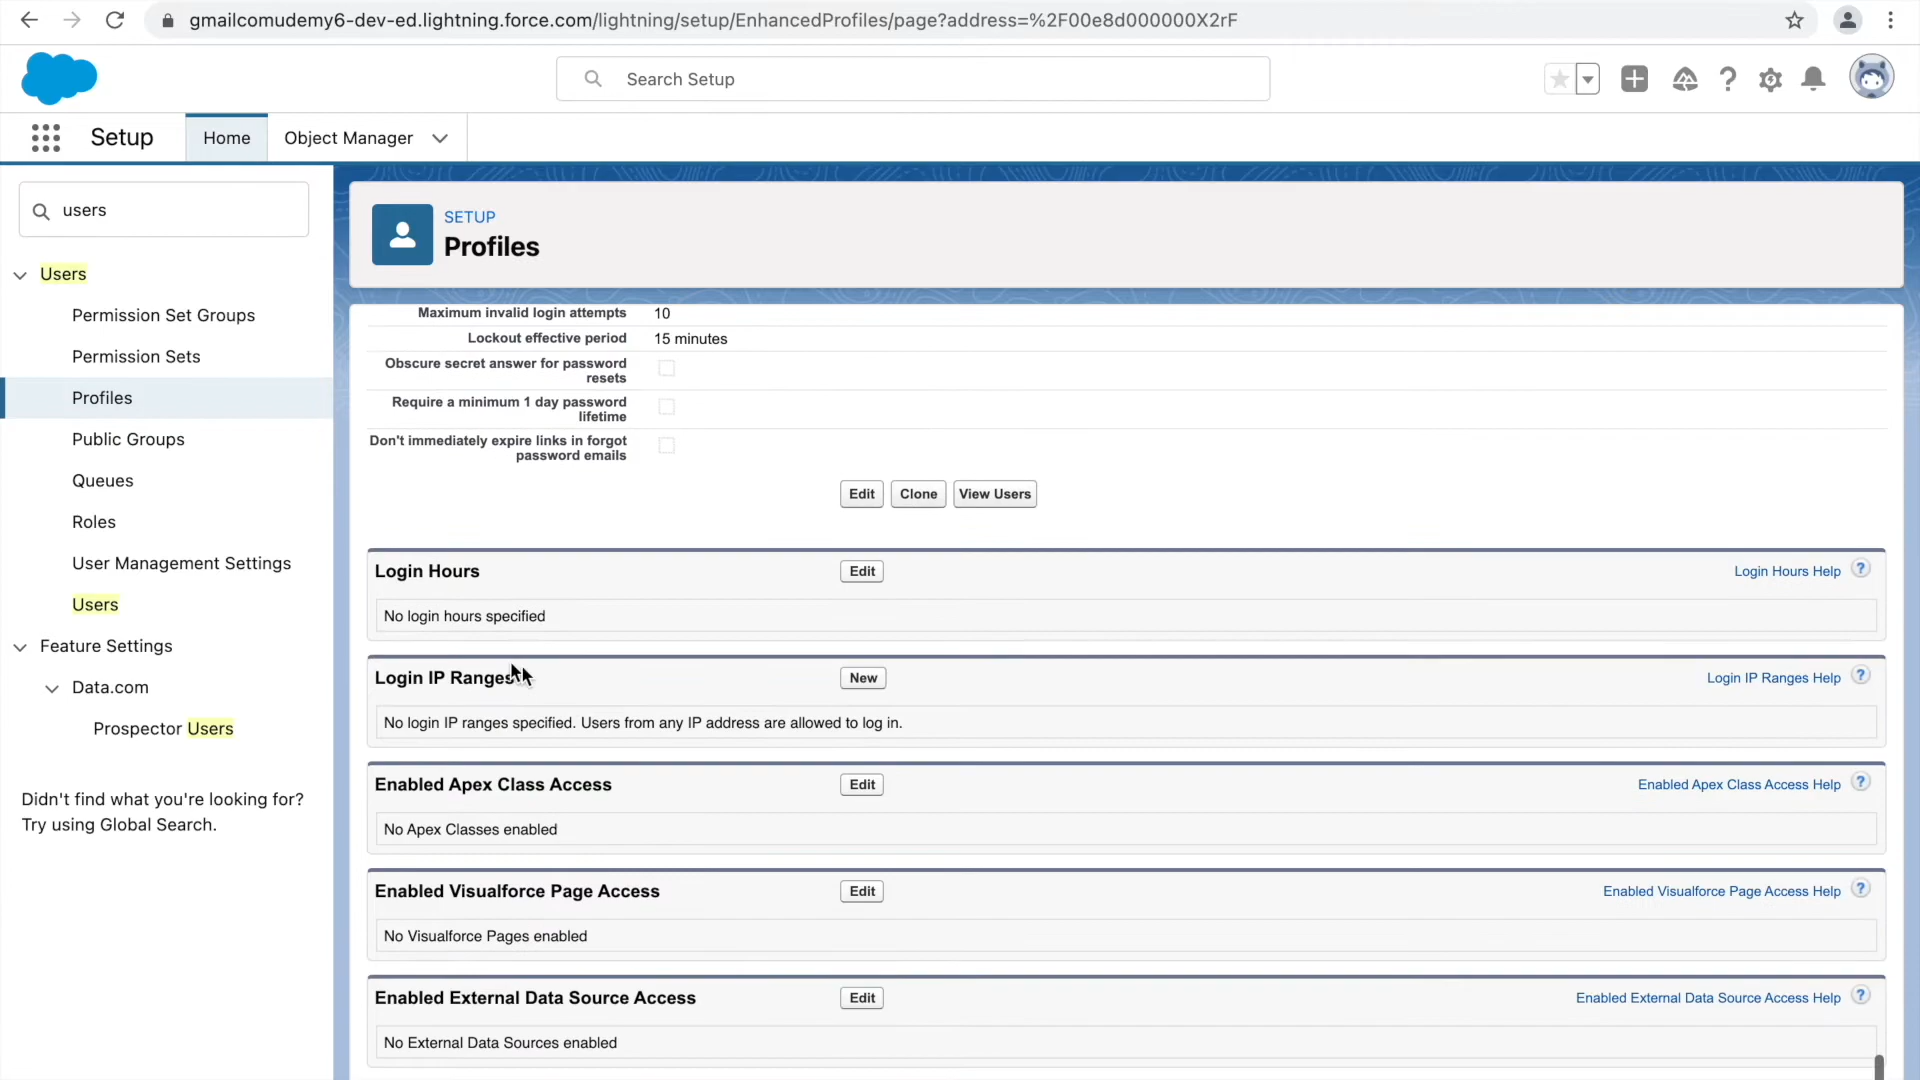 gmailcomudemy6-dev-ed.lightning.force.com/lightning/setup/EnhancedProfiles/page?address=%2F00e8d000000X2rF
Search Setup
Setup
Home
Object Manager
users
Users
Permission Set Groups
Permission Sets
Profiles
Public Groups
Queues
Roles
User Management Settings
Users
Feature Settings
Data.com
Prospector Users
Didn't find what you're looking for?
Try using Global Search.
SETUP
Profiles
Maximum invalid login attempts 10
Lockout effective period 15 minutes
Obscure secret answer for password
resets
Require a minimum 1 day password
lifetime
Don't immediately expire links in forgot
password emails
Edit Clone View Users
Login Hours Edit Login Hours Help ?
No login hours specified
Login IP Ranges New Login IP Ranges Help ?
No login IP ranges specified. Users from any IP address are allowed to log in.
Enabled Apex Class Access Edit Enabled Apex Class Access Help ?
No Apex Classes enabled
Enabled Visualforce Page Access Edit Enabled Visualforce Page Access Help ?
No Visualforce Pages enabled
Enabled External Data Source Access Edit Enabled External Data Source Access Help ?
No External Data Sources enabled